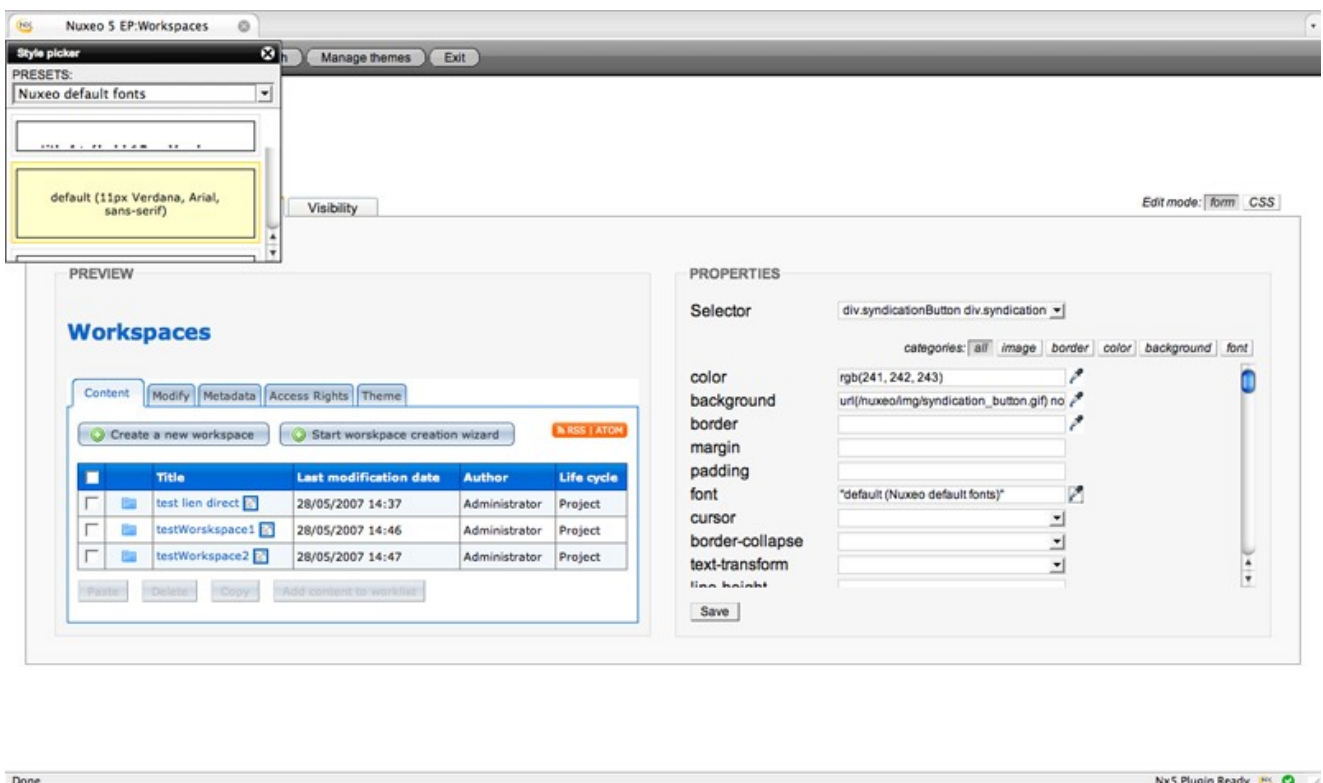 Nuxeo 5 EP:Workspaces
Style picker
Manage themes
Exit
PRESETS:
Nuxeo default fonts
default (11px Verdana, Arial,
sans-serif)
Visibility
Edit mode: form CSS
PREVIEW
Workspaces
Content Modify Metadata Access Rights Theme
Create a new workspace Start worskpace creation wizard RSS | ATOM
Title Last modification date Author Life cycle
test lien direct 28/05/2007 14:37 Administrator Project
testWorskspace1 28/05/2007 14:46 Administrator Project
testWorkspace2 28/05/2007 14:47 Administrator Project
Paste Delete Copy Add content to worklist
PROPERTIES
Selector div.syndicationButton div.syndication
categories: all image border color background font
color rgb(241, 242, 243)
background url(/nuxeo/img/syndication_button.gif) no
border
margin
padding
font "default (Nuxeo default fonts)"
cursor
border-collapse
text-transform
line-height
Save
Done
Nx5 Plugin Ready